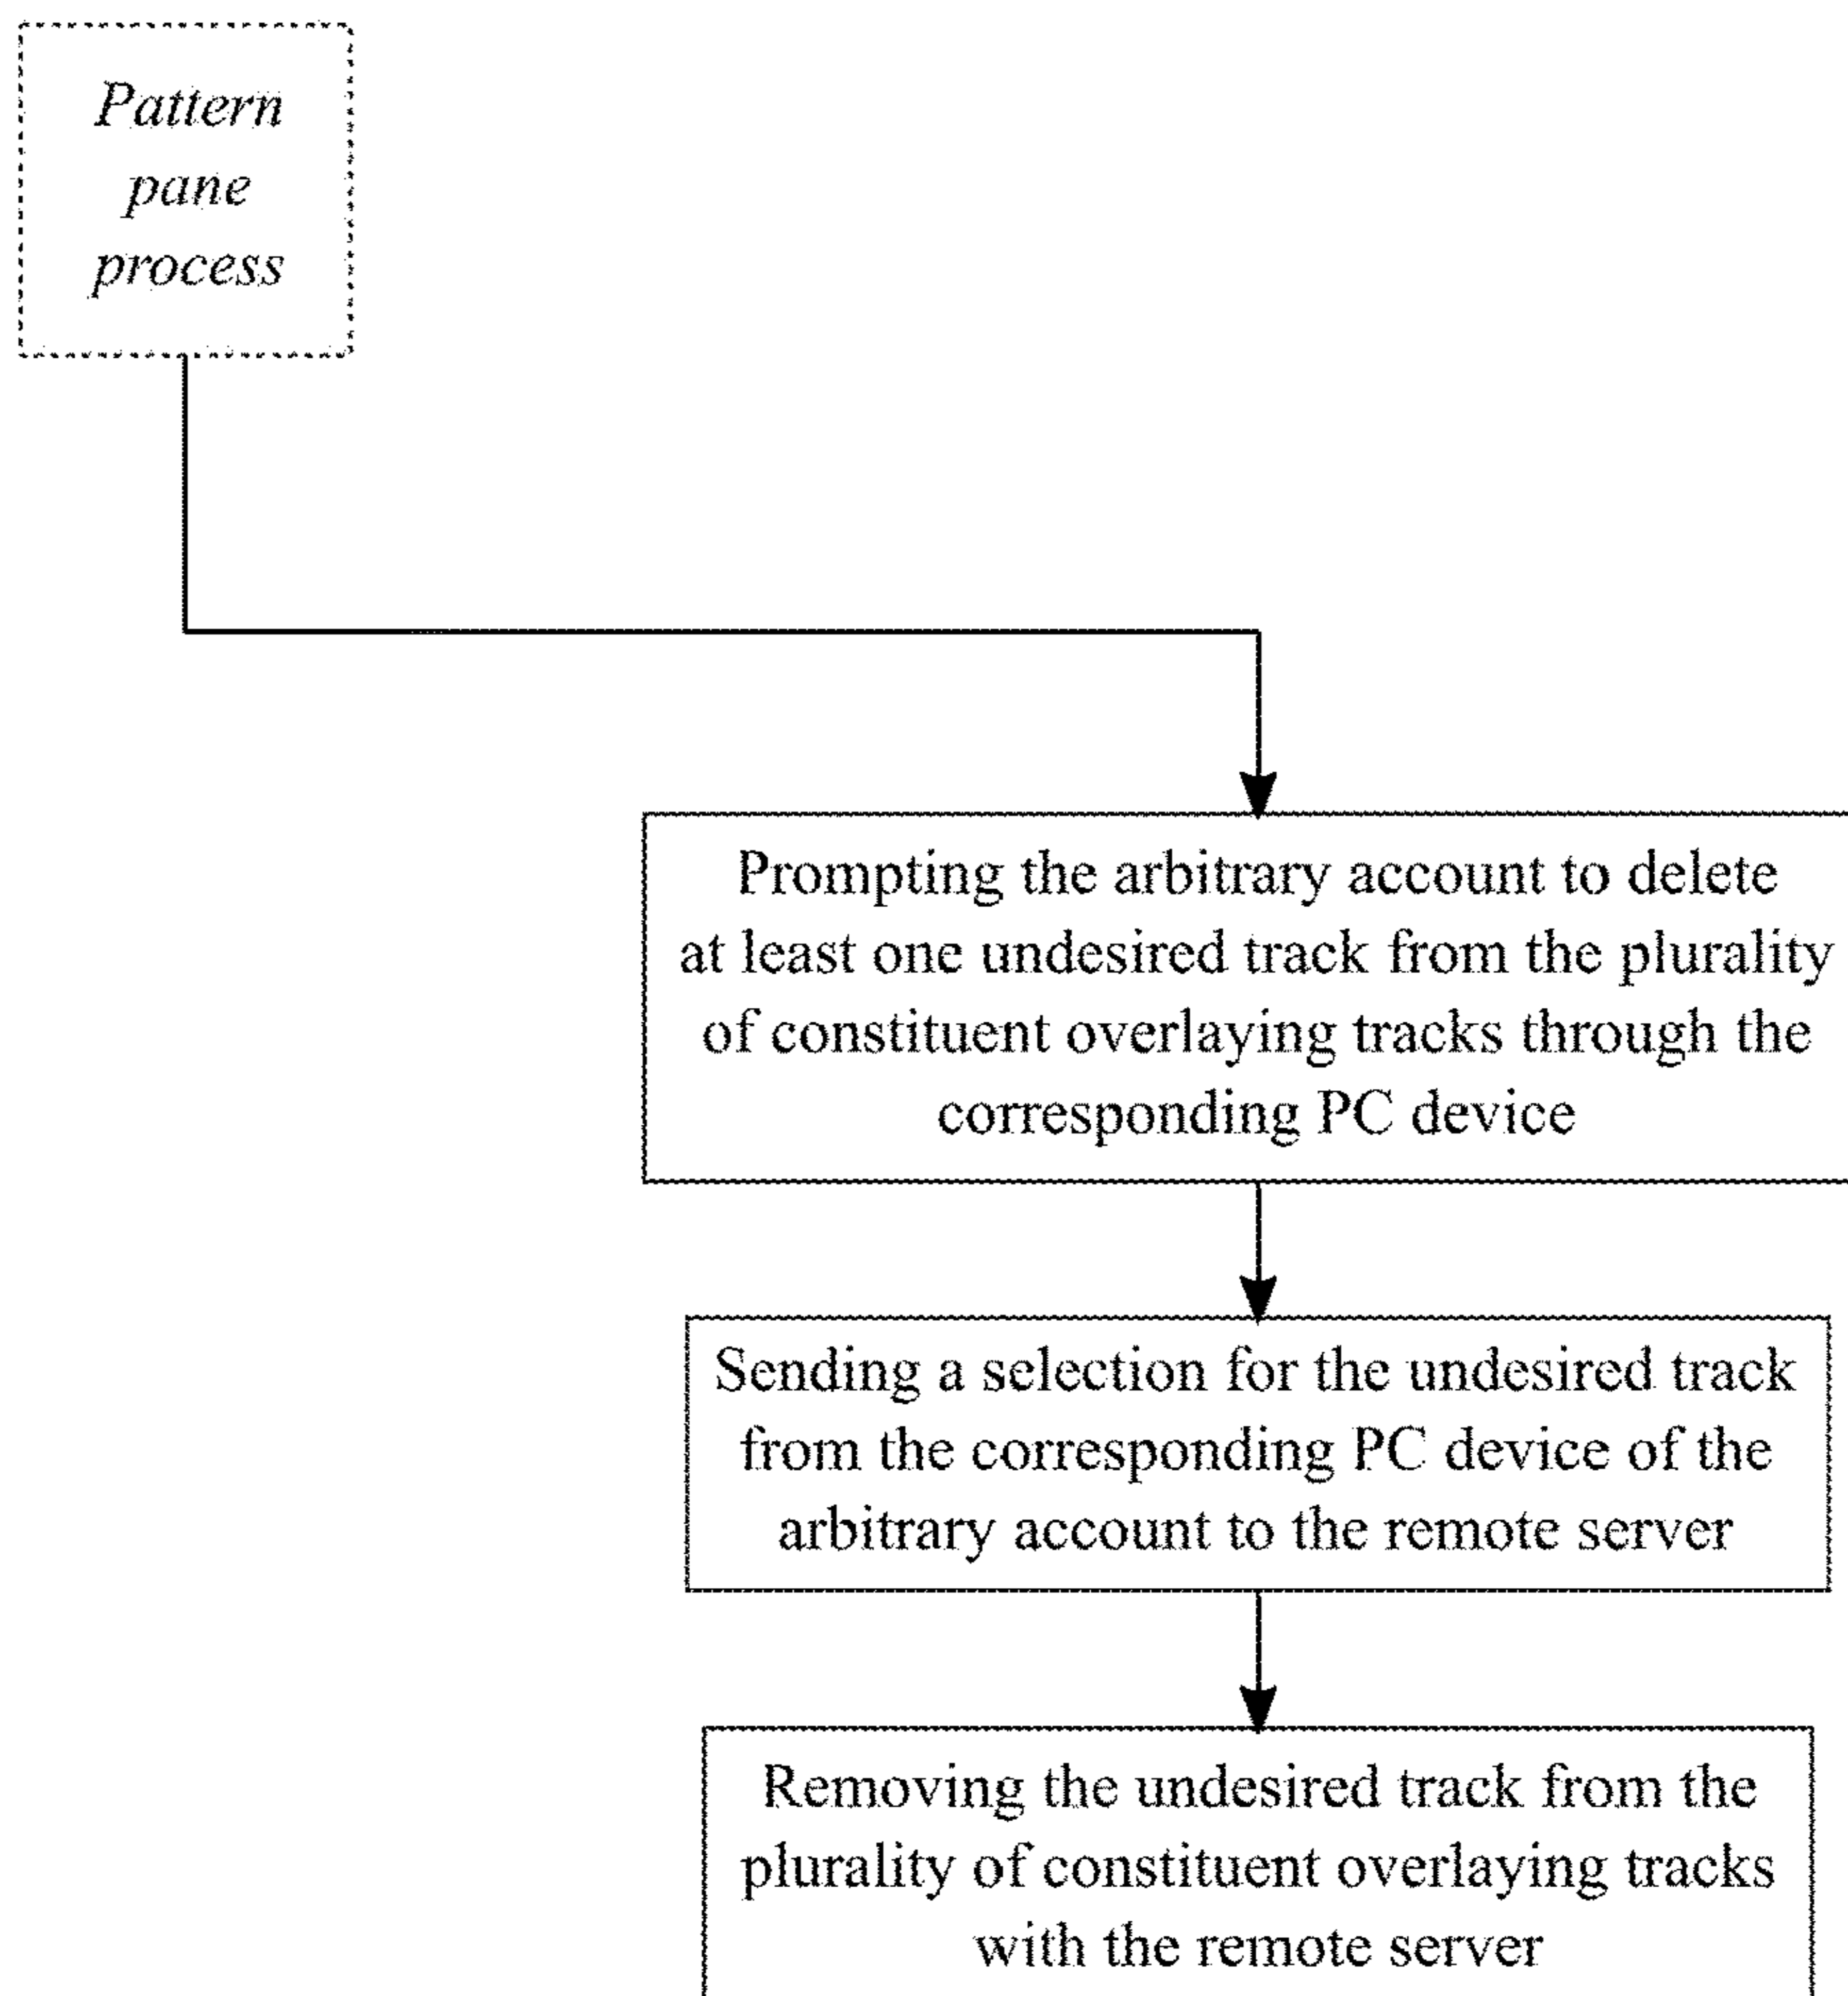 Pattern
pane
process
Prompting the arbitrary account to delete
at least one undesired track from the plurality
of constituent overlaying tracks through the
corresponding PC device
Sending a selection for the undesired track
from the corresponding PC device of the
arbitrary account to the remote server
Removing the undesired track from the
plurality of constituent overlaying tracks
with the remote server